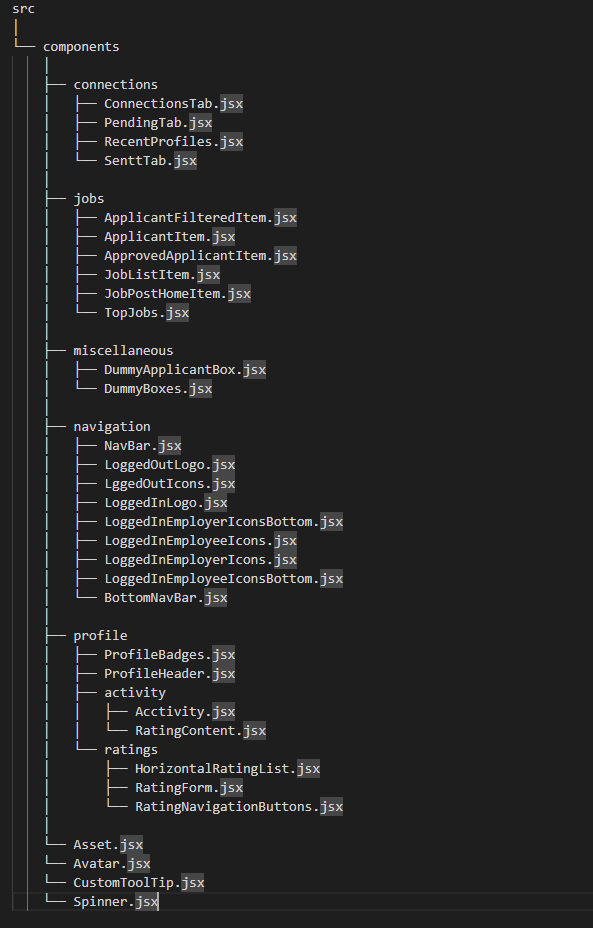 src
│
└── components
    │
    ├── connections
    │   ├── ConnectionsTab.jsx
    │   ├── PendingTab.jsx
    │   ├── RecentProfiles.jsx
    │   └── SenttTab.jsx
    │
    ├── jobs
    │   ├── ApplicantFilteredItem.jsx
    │   ├── ApplicantItem.jsx
    │   ├── ApprovedApplicantItem.jsx
    │   ├── JobListItem.jsx
    │   ├── JobPostHomeItem.jsx
    │   └── TopJobs.jsx
    │
    ├── miscellaneous
    │   ├── DummyApplicantBox.jsx
    │   └── DummyBoxes.jsx
    │
    ├── navigation
    │   ├── NavBar.jsx
    │   ├── LoggedOutLogo.jsx
    │   ├── LggedOutIcons.jsx
    │   ├── LoggedInLogo.jsx
    │   ├── LoggedInEmployerIconsBottom.jsx
    │   ├── LoggedInEmployeeIcons.jsx
    │   ├── LoggedInEmployerIcons.jsx
    │   ├── LoggedInEmployeeIconsBottom.jsx
    │   └── BottomNavBar.jsx
    │
    ├── profile
    │   ├── ProfileBadges.jsx
    │   ├── ProfileHeader.jsx
    │   ├── activity
    │   │   ├── Acctivity.jsx
    │   │   └── RatingContent.jsx
    │   └── ratings
    │       ├── HorizontalRatingList.jsx
    │       ├── RatingForm.jsx
    │       └── RatingNavigationButtons.jsx
    │
    └── Asset.jsx
    └── Avatar.jsx
    └── CustomToolTip.jsx
    └── Spinner.jsx